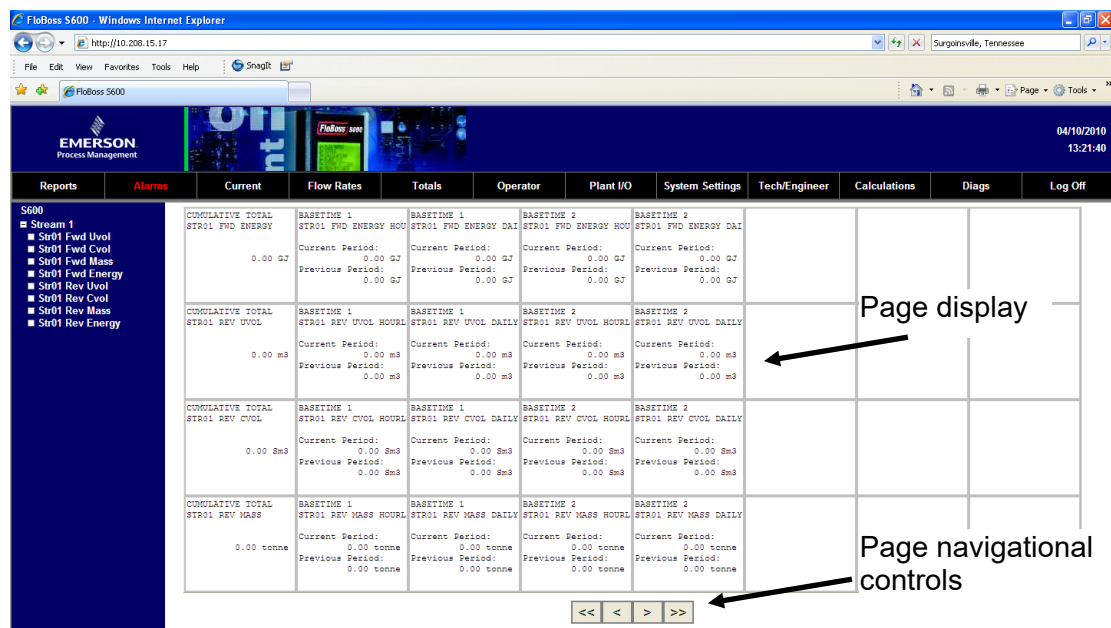 FloBoss S600 - Windows Internet Explorer
http://10.208.15.17
Surgoinsville, Tennessee
File Edit View Favorites Tools Help SnagIt
FloBoss S600
Page Tools
EMERSON
Process Management
FloBoss S600
04/10/2010
13:21:40
Reports Alarms Current Flow Rates Totals Operator Plant I/O System Settings Tech/Engineer Calculations Diags Log Off
S600
Stream 1
Str01 Fwd Uvol
Str01 Fwd Cvol
Str01 Fwd Mass
Str01 Fwd Energy
Str01 Rev Uvol
Str01 Rev Cvol
Str01 Rev Mass
Str01 Rev Energy
CUMULATIVE TOTAL BASETIME 1 BASETIME 1 BASETIME 2 BASETIME 2
STR01 FWD ENERGY STR01 FWD ENERGY HOU STR01 FWD ENERGY DAI STR01 FWD ENERGY HOU STR01 FWD ENERGY DAI
Current Period: Current Period: Current Period: Current Period:
0.00 GJ 0.00 GJ 0.00 GJ 0.00 GJ 0.00 GJ
Previous Period: Previous Period: Previous Period: Previous Period:
0.00 GJ 0.00 GJ 0.00 GJ 0.00 GJ
CUMULATIVE TOTAL BASETIME 1 BASETIME 1 BASETIME 2 BASETIME 2
STR01 REV UVOL STR01 REV UVOL HOURL STR01 REV UVOL DAILY STR01 REV UVOL HOURL STR01 REV UVOL DAILY
Current Period: Current Period: Current Period: Current Period:
0.00 m3 0.00 m3 0.00 m3 0.00 m3 0.00 m3
Previous Period: Previous Period: Previous Period: Previous Period:
0.00 m3 0.00 m3 0.00 m3 0.00 m3
Page display
CUMULATIVE TOTAL BASETIME 1 BASETIME 1 BASETIME 2 BASETIME 2
STR01 REV CVOL STR01 REV CVOL HOURL STR01 REV CVOL DAILY STR01 REV CVOL HOURL STR01 REV CVOL DAILY
Current Period: Current Period: Current Period: Current Period:
0.00 Sm3 0.00 Sm3 0.00 Sm3 0.00 Sm3 0.00 Sm3
Previous Period: Previous Period: Previous Period: Previous Period:
0.00 Sm3 0.00 Sm3 0.00 Sm3 0.00 Sm3
CUMULATIVE TOTAL BASETIME 1 BASETIME 1 BASETIME 2 BASETIME 2
STR01 REV MASS STR01 REV MASS HOURL STR01 REV MASS DAILY STR01 REV MASS HOURL STR01 REV MASS DAILY
Current Period: Current Period: Current Period: Current Period:
0.00 tonne 0.00 tonne 0.00 tonne 0.00 tonne 0.00 tonne
Previous Period: Previous Period: Previous Period: Previous Period:
0.00 tonne 0.00 tonne 0.00 tonne 0.00 tonne
Page navigational
controls
<< < > >>